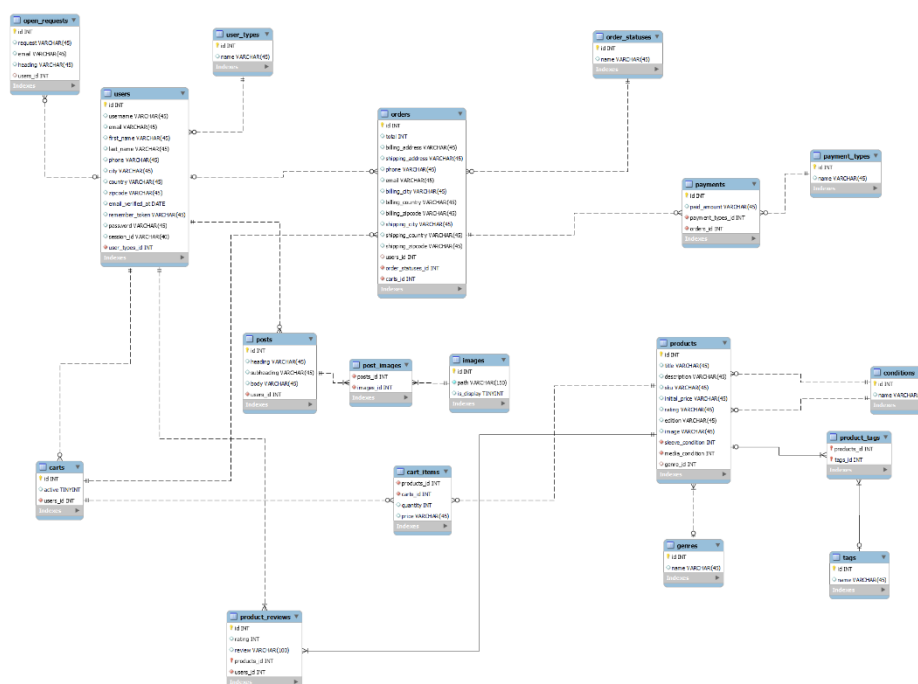 open_requests
id INT
request VARCHAR(45)
email VARCHAR(45)
heading VARCHAR(45)
users_id INT
Indexes
user_types
id INT
name VARCHAR(45)
Indexes
order_statuses
id INT
name VARCHAR(45)
Indexes
users
id INT
username VARCHAR(45)
email VARCHAR(45)
first_name VARCHAR(45)
last_name VARCHAR(45)
phone VARCHAR(45)
city VARCHAR(45)
country VARCHAR(45)
zipcode VARCHAR(45)
email_verified_at DATE
remember_token VARCHAR(45)
password VARCHAR(45)
session_id VARCHAR(40)
user_types_id INT
Indexes
orders
id INT
total INT
billing_address VARCHAR(45)
shipping_address VARCHAR(45)
phone VARCHAR(45)
email VARCHAR(45)
billing_city VARCHAR(45)
billing_country VARCHAR(45)
billing_zipcode VARCHAR(45)
shipping_city VARCHAR(45)
shipping_country VARCHAR(45)
shipping_zipcode VARCHAR(45)
users_id INT
order_statuses_id INT
carts_id INT
Indexes
payment_types
id INT
name VARCHAR(45)
Indexes
payments
id INT
paid_amount VARCHAR(45)
payment_types_id INT
orders_id INT
Indexes
posts
id INT
heading VARCHAR(45)
subheading VARCHAR(45)
body VARCHAR(45)
users_id INT
Indexes
post_images
posts_id INT
images_id INT
Indexes
images
id INT
path VARCHAR(150)
is_display TINYINT
Indexes
products
id INT
title VARCHAR(45)
description VARCHAR(45)
sku VARCHAR(45)
initial_price VARCHAR(45)
rating VARCHAR(45)
edition VARCHAR(45)
image VARCHAR(45)
sleeve_condition INT
media_condition INT
genre_id INT
Indexes
conditions
id INT
name VARCHAR
Indexes
product_tags
products_id INT
tags_id INT
Indexes
carts
id INT
active TINYINT
users_id INT
Indexes
cart_items
products_id INT
carts_id INT
quantity INT
price VARCHAR(45)
Indexes
genres
id INT
name VARCHAR(45)
Indexes
tags
id INT
name VARCHAR(45)
Indexes
product_reviews
id INT
rating INT
review VARCHAR(100)
products_id INT
users_id INT
Indexes